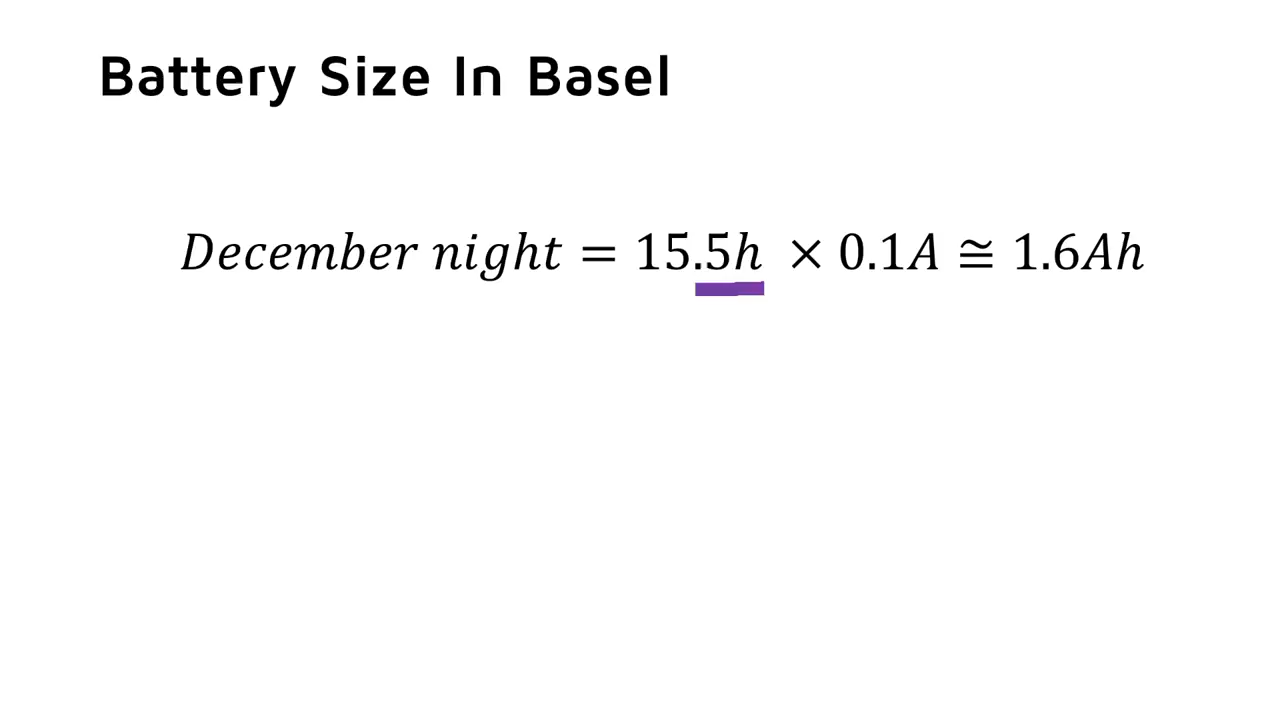 Battery Size In Basel
December night = 15.5h × 0.1A ≅ 1.6Ah